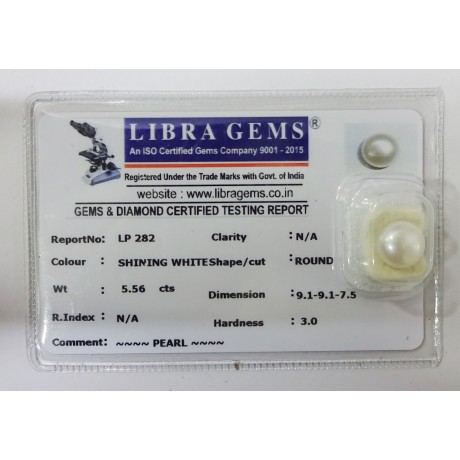 LIBRA GEMS®
An ISO Certified Gems Company 9001 - 2015
Registered Under the Trade Marks with Govt. of India
website : www.libragems.co.in
GEMS & DIAMOND CERTIFIED TESTING REPORT
ReportNo: LP 282 Clarity : N/A
Colour : SHINING WHITE Shape/cut : ROUND
Wt : 5.56 cts Dimension : 9.1-9.1-7.5
R.Index : N/A Hardness : 3.0
Comment: ~~~~ PEARL ~~~~